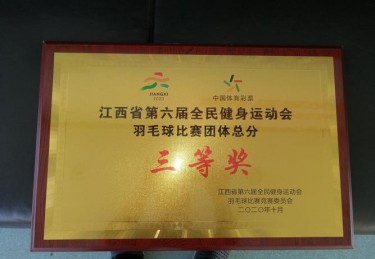 JIANGXI
中国体育彩票
江西省第六届全民健身运动会
羽毛球比赛团体总分
三等奖
江西省第六届全民健身运动会
羽毛球比赛竞赛委员会
二〇二〇年十月